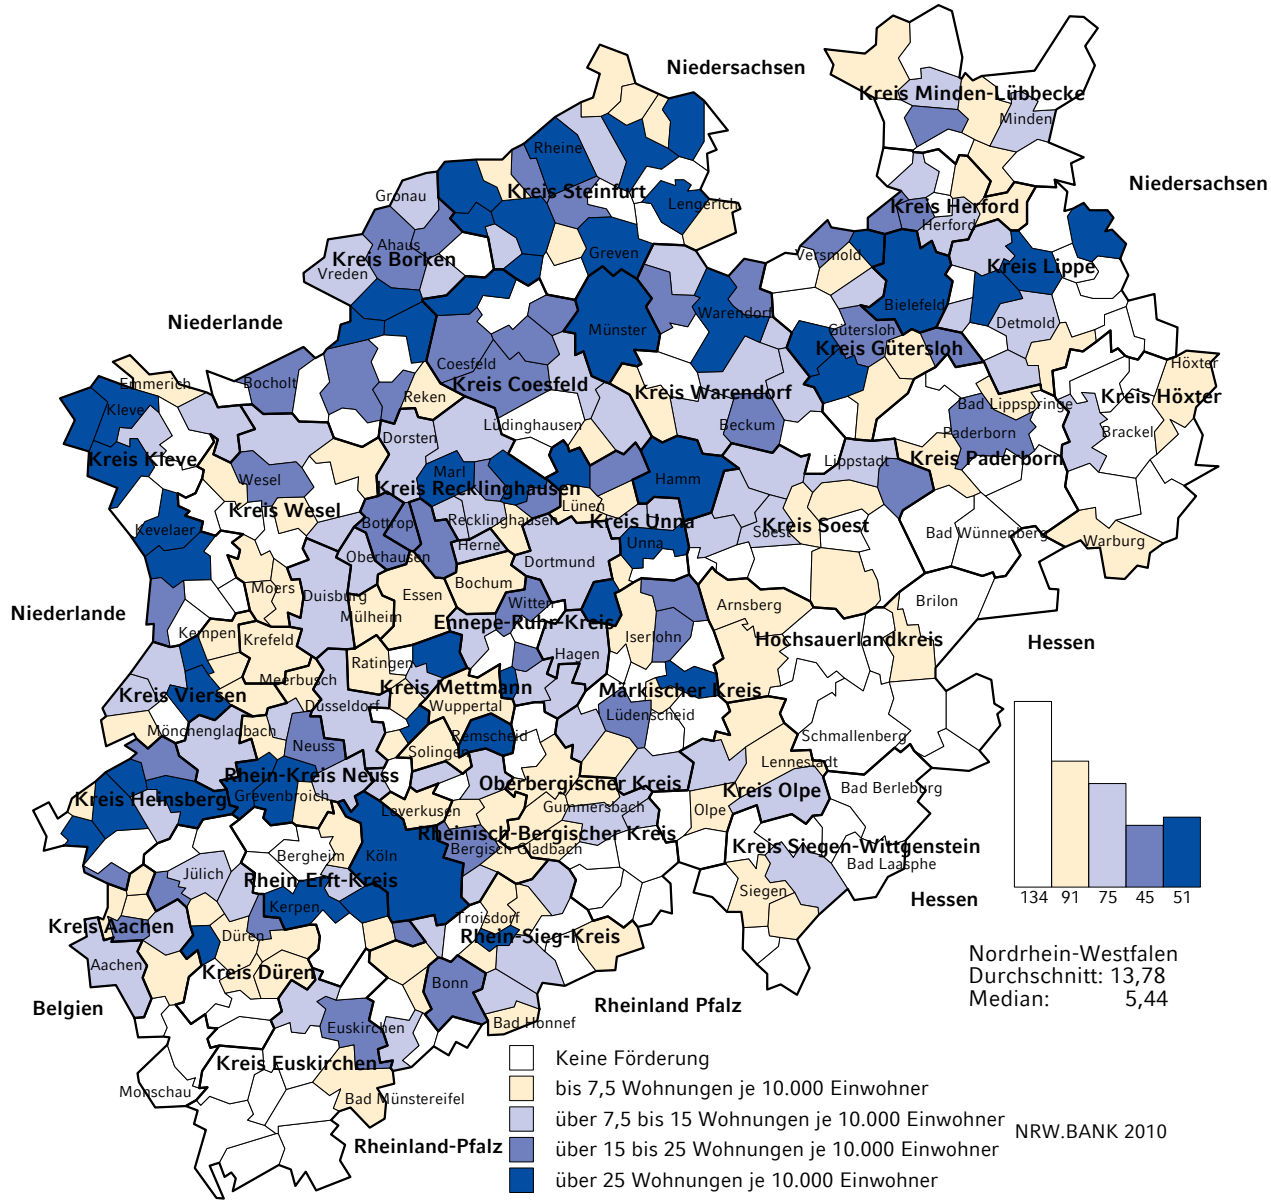 Niedersachsen
Kreis Minden-Lübbecke
Minden
Rheine
Niedersachsen
Kreis Steinfurt
Gronau
Lengerich
Kreis Herford
Herford
Ahaus
Kreis Borken
Greven
Versmold
Vreden
Kreis Lippe
Bielefeld
Warendorf
Niederlande
Münster
Gütersloh
Detmold
Kreis Gütersloh
Coesfeld
Höxter
Emmerich
Bocholt
Kreis Coesfeld
Kreis Warendorf
Reken
Kreis Höxter
Kleve
Bad Lippspringe
Lüdinghausen
Beckum
Dorsten
Paderborn
Brackel
Kreis Kleve
Lippstadt
Kreis Paderborn
Marl
Wesel
Hamm
Kreis Recklinghausen
Lünen
Kreis Wesel
Recklinghausen
Kreis Unna
Kreis Soest
Bottrop
Kevelaer
Soest
Bad Wünnenberg
Unna
Herne
Warburg
Oberhausen
Dortmund
Bochum
Moers
Duisburg
Essen
Witten
Arnsberg
Brilon
Niederlande
Mülheim
Kreis Ennepe-Ruhr-Kreis
Kempen
Krefeld
Iserlohn
Hochsauerlandkreis
Hessen
Hagen
Ratingen
Meerbusch
Kreis Mettmann
Märkischer Kreis
Kreis Viersen
Düsseldorf
Wuppertal
Lüdenscheid
Mönchengladbach
Remscheid
Schmallenberg
Neuss
Solingen
Lennestadt
Rhein-Kreis Neuss
Oberbergischer Kreis
Kreis Olpe
Bad Berleburg
Kreis Heinsberg
Grevenbroich
Gummersbach
Leverkusen
Olpe
Rheinisch-Bergischer Kreis
Bergisch Gladbach
Kreis Siegen-Wittgenstein
Bergheim
Köln
Bad Laasphe
Jülich
Rhein-Erft-Kreis
Siegen
Hessen
134 91 75 45 51
Kerpen
Troisdorf
Kreis Aachen
Düren
Rhein-Sieg-Kreis
Nordrhein-Westfalen
Durchschnitt: 13,78
Median: 5,44
Aachen
Kreis Düren
Bonn
Belgien
Rheinland Pfalz
Bad Honnef
Euskirchen
Kreis Euskirchen
Keine Förderung
Monschau
bis 7,5 Wohnungen je 10.000 Einwohner
Bad Münstereifel
über 7,5 bis 15 Wohnungen je 10.000 Einwohner
NRW.BANK 2010
Rheinland-Pfalz
über 15 bis 25 Wohnungen je 10.000 Einwohner
über 25 Wohnungen je 10.000 Einwohner